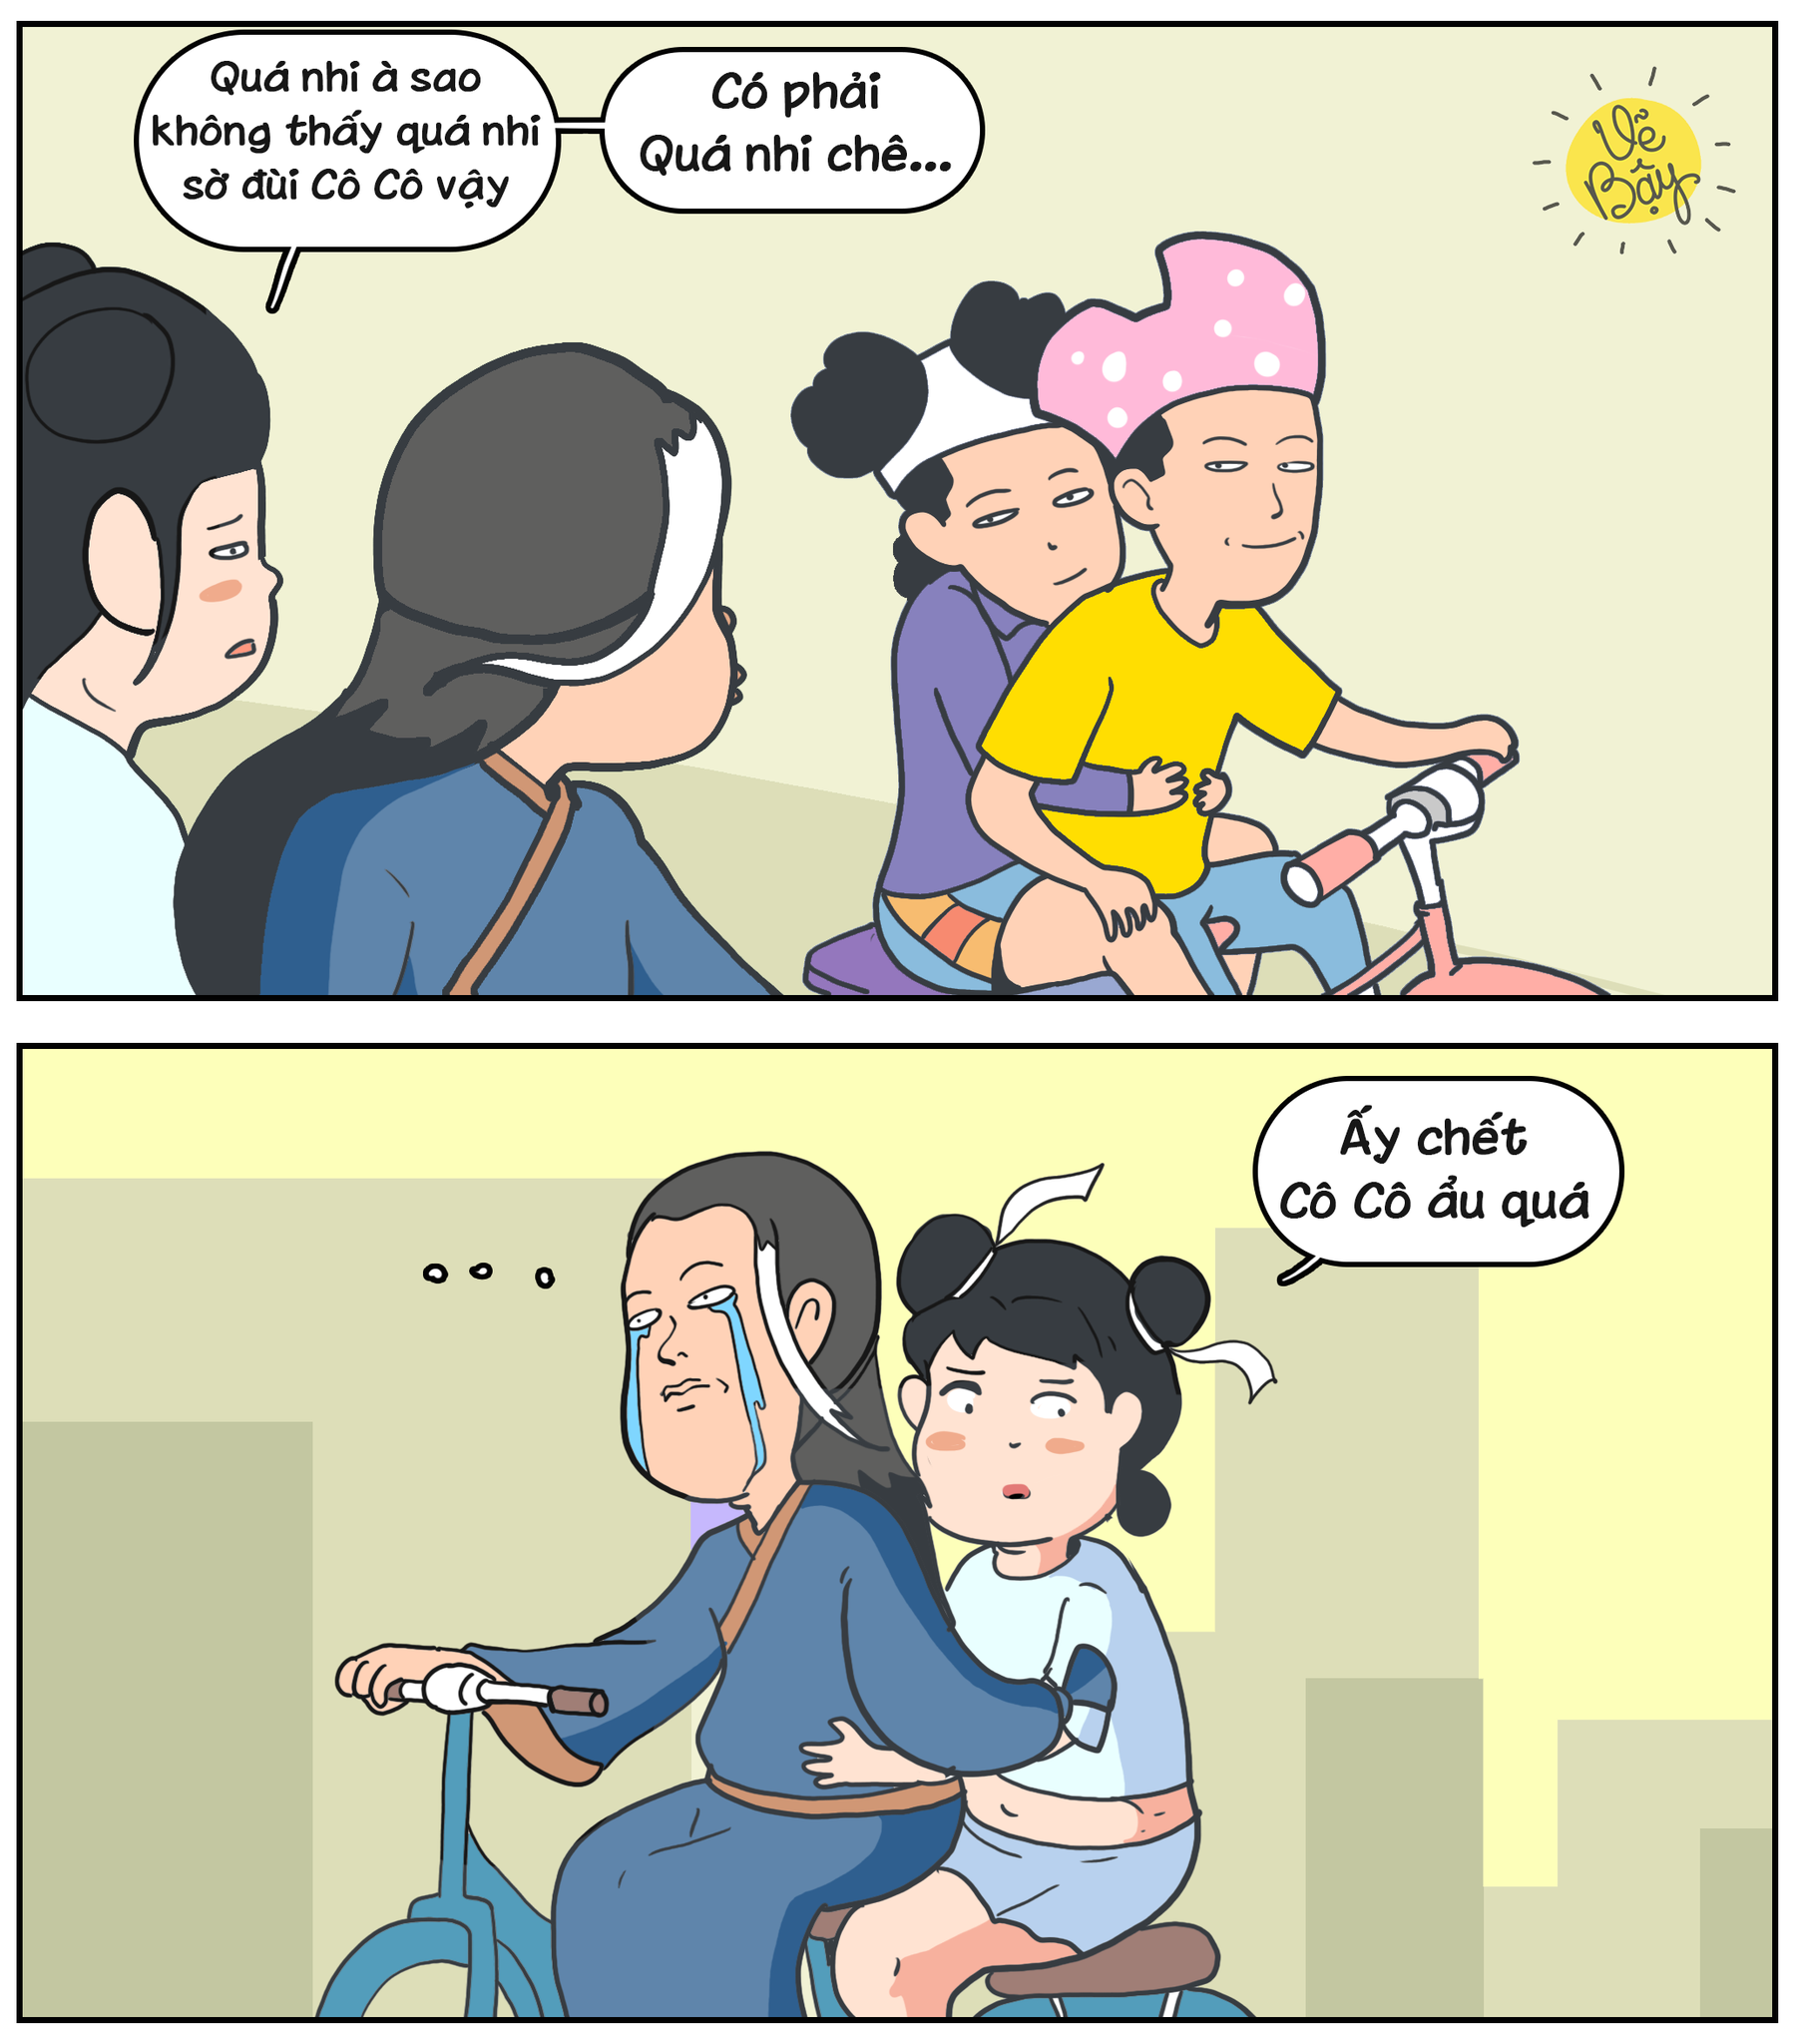 Quá nhi à sao
không thấy quá nhi
sờ đùi Cô Cô vậy
Có phải
Quá nhi chê...
Vẽ
Bậy
Ấy chết
Cô Cô ẩu quá